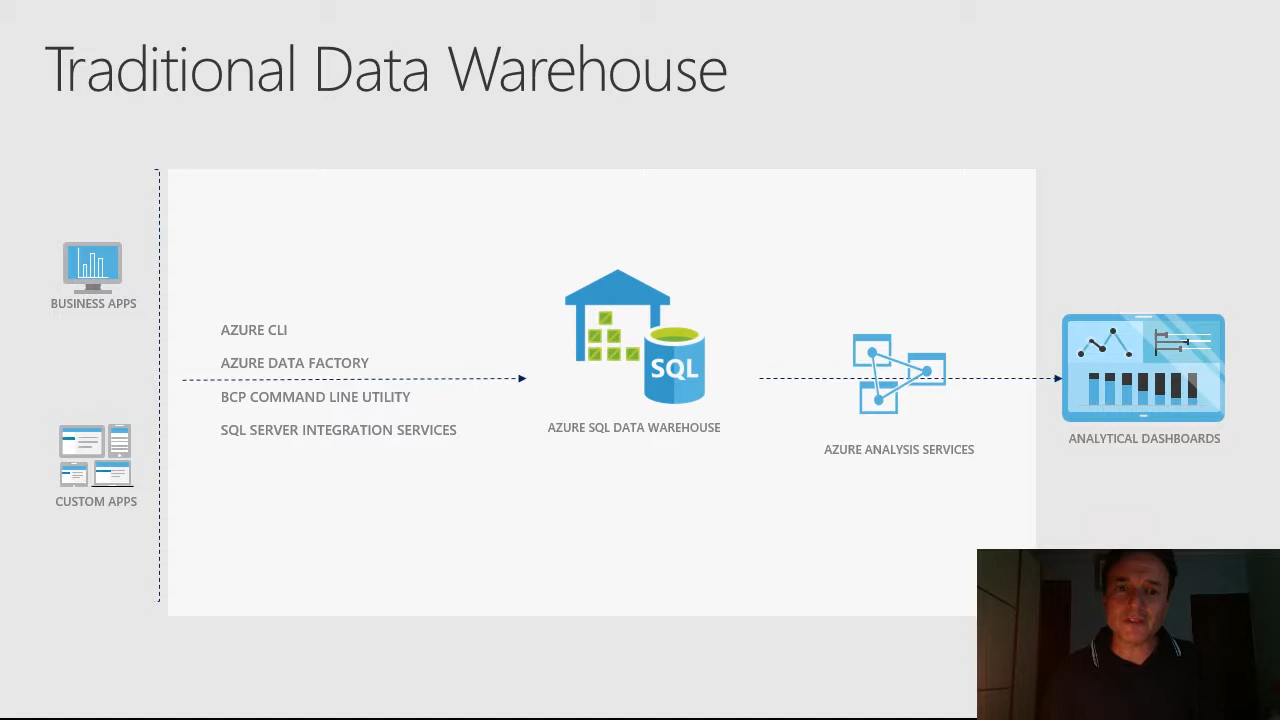 Traditional Data Warehouse
BUSINESS APPS
CUSTOM APPS
AZURE CLI
AZURE DATA FACTORY
BCP COMMAND LINE UTILITY
SQL SERVER INTEGRATION SERVICES
SQL
AZURE SQL DATA WAREHOUSE
AZURE ANALYSIS SERVICES
ANALYTICAL DASHBOARDS